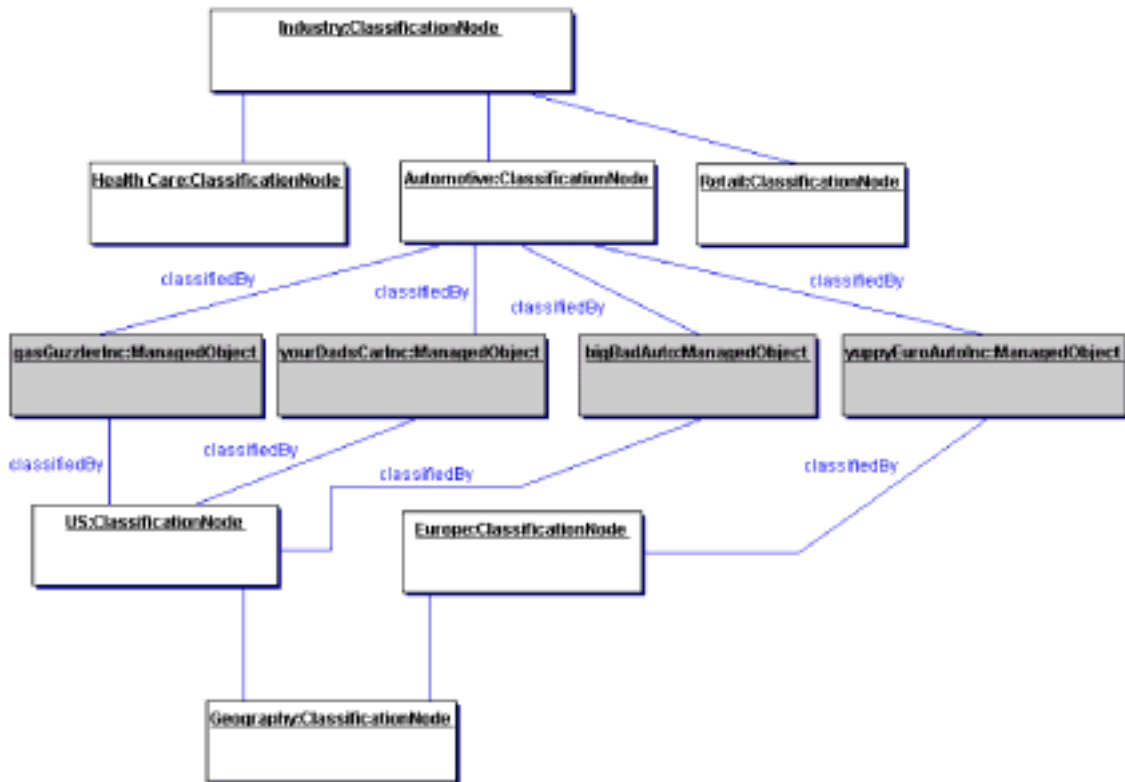 Industry:ClassificationNode
Health Care:ClassificationNode
Automotive:ClassificationNode
Retail:ClassificationNode
classifiedBy
classifiedBy
classifiedBy
classifiedBy
gasGuzzlerInc:ManagedObject
yourDadsCarInc:ManagedObject
bigBadAuto:ManagedObject
yuppyEuroAutoInc:ManagedObject
classifiedBy
classifiedBy
classifiedBy
classifiedBy
US:ClassificationNode
Europe:ClassificationNode
Geography:ClassificationNode